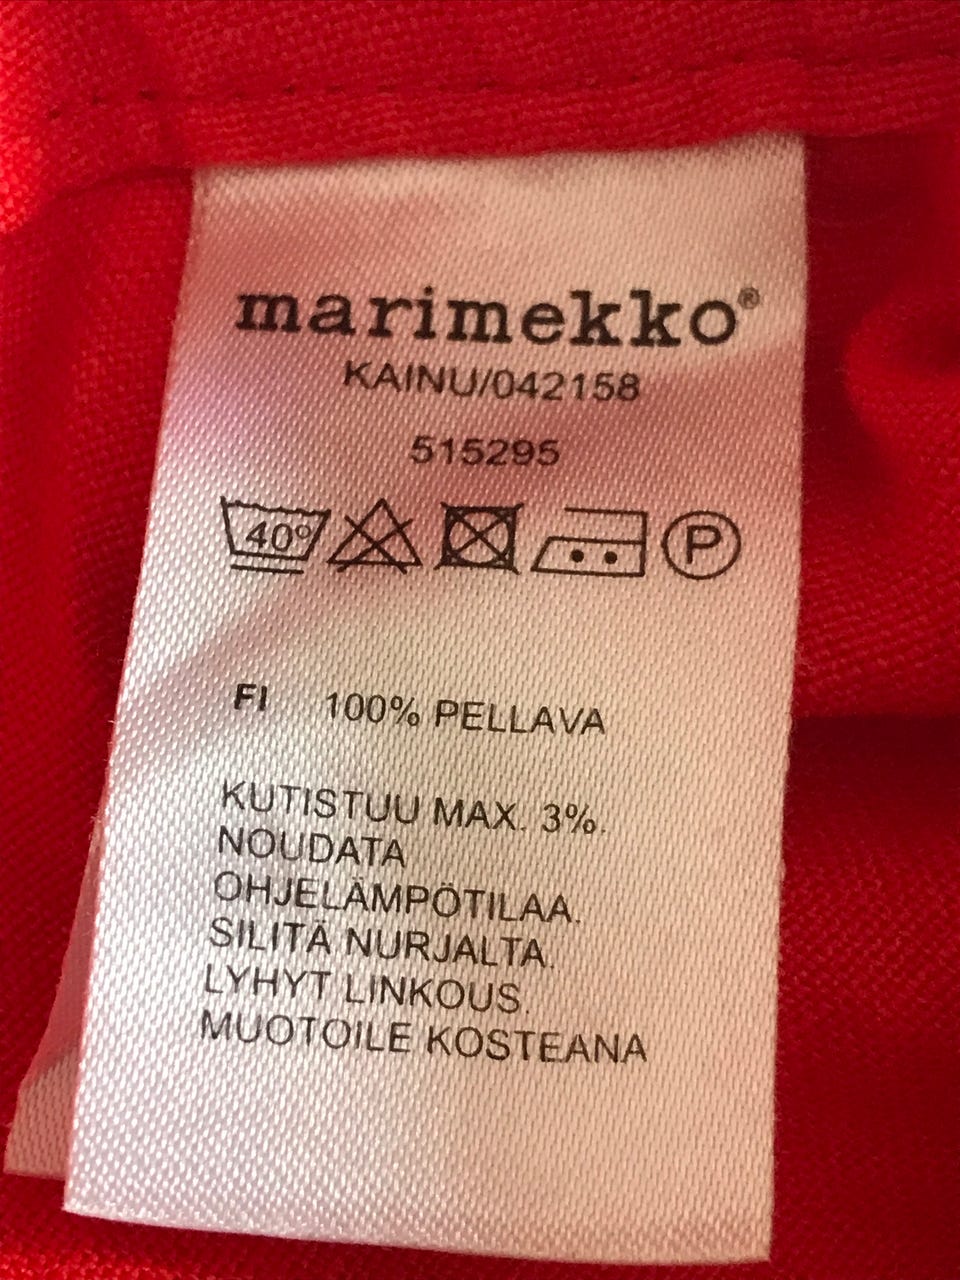 marimekko®
KAINU/042158
515295
40° P
FI 100% PELLAVA
KUTISTUU MAX. 3%.
NOUDATA
OHJELÄMPÖTILAA.
SILITÄ NURJALTA.
LYHYT LINKOUS.
MUOTOILE KOSTEANA